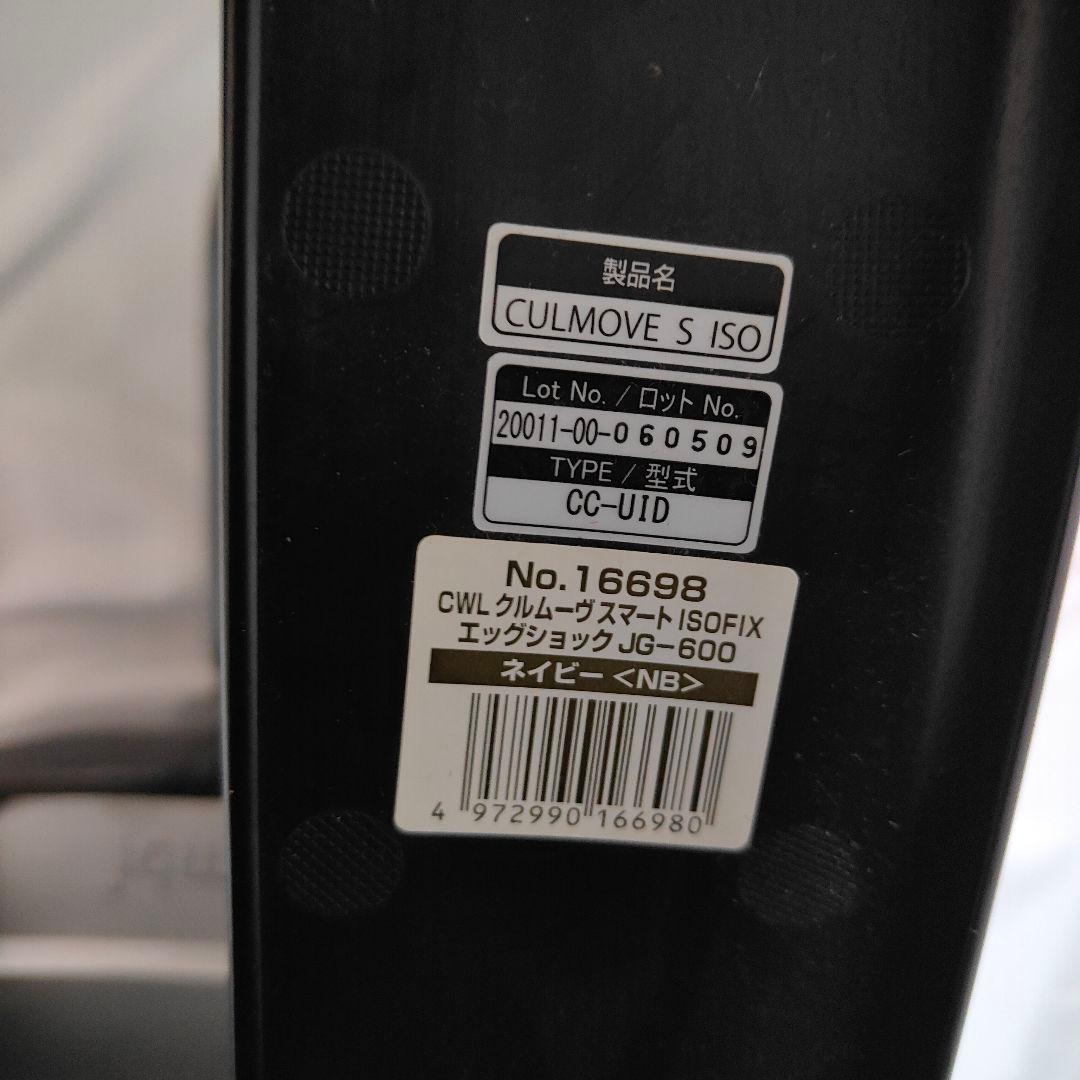 製品名
CULMOVE S ISO
Lot No. / ロット No.
20011-00-060509
TYPE / 型式
CC-UID
No.16698
CWL クルムーヴ スマート ISOFIX
エッグショック JG-600
ネイビー <NB>
4 972990 166980